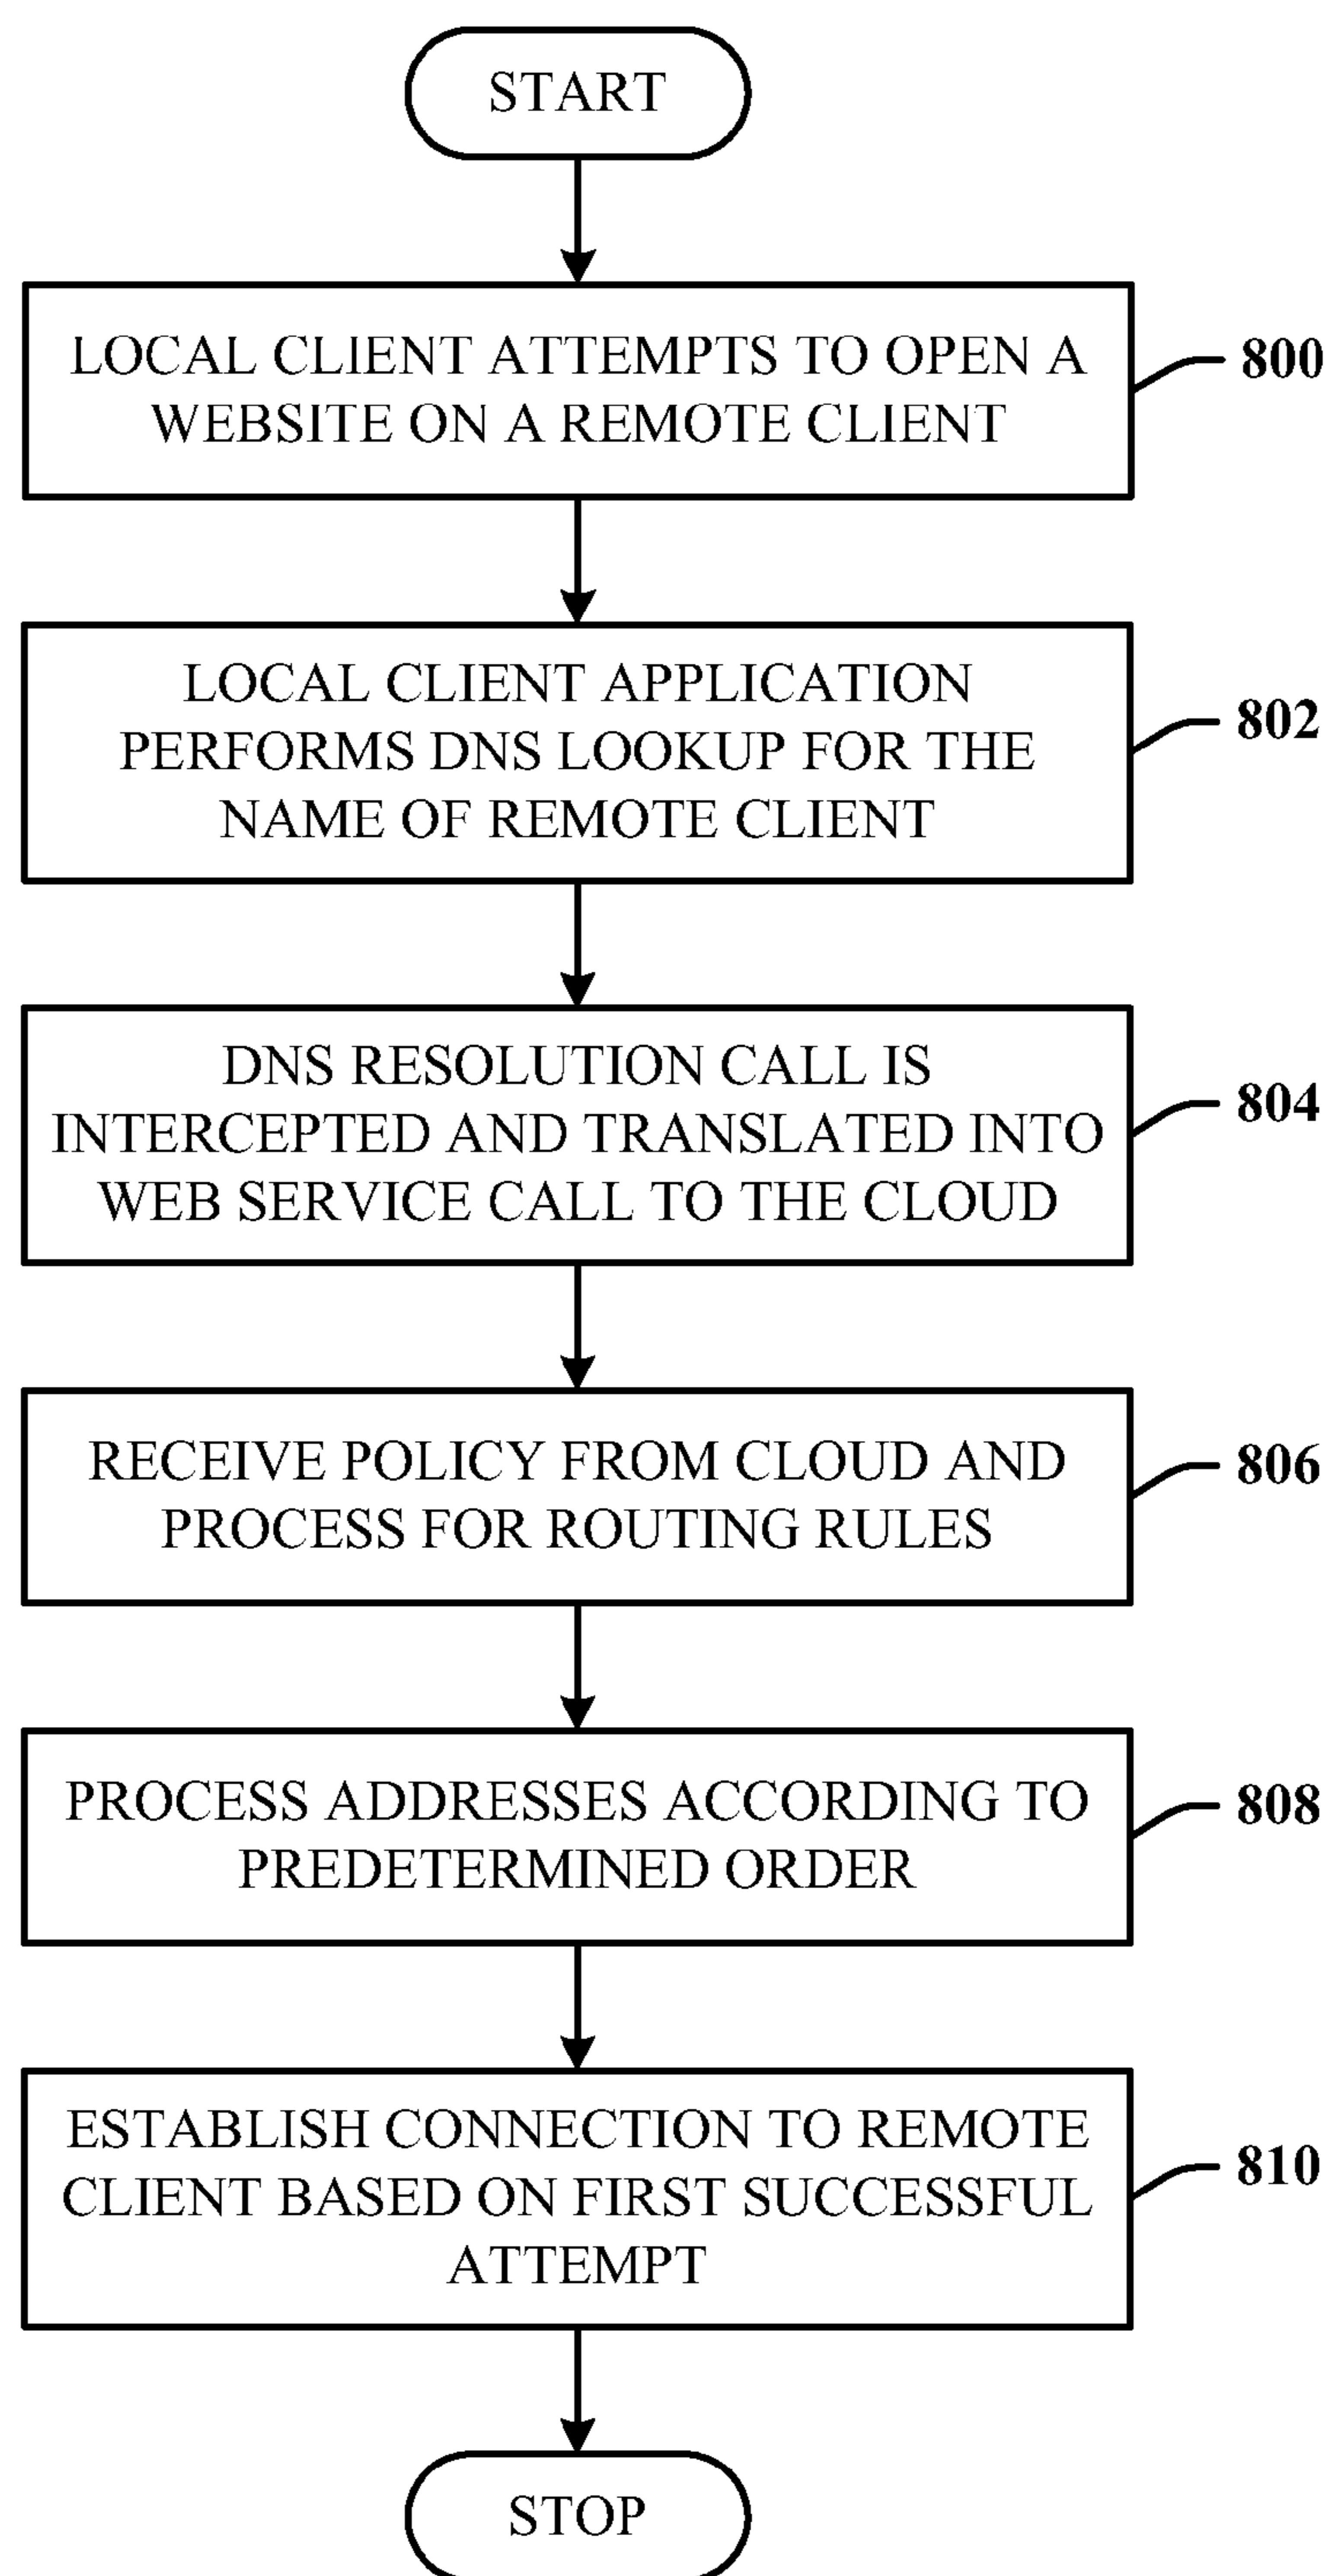 START
LOCAL CLIENT ATTEMPTS TO OPEN A
WEBSITE ON A REMOTE CLIENT
800
LOCAL CLIENT APPLICATION
PERFORMS DNS LOOKUP FOR THE
NAME OF REMOTE CLIENT
802
DNS RESOLUTION CALL IS
INTERCEPTED AND TRANSLATED INTO
WEB SERVICE CALL TO THE CLOUD
804
RECEIVE POLICY FROM CLOUD AND
PROCESS FOR ROUTING RULES
806
PROCESS ADDRESSES ACCORDING TO
PREDETERMINED ORDER
808
ESTABLISH CONNECTION TO REMOTE
CLIENT BASED ON FIRST SUCCESSFUL
ATTEMPT
810
STOP